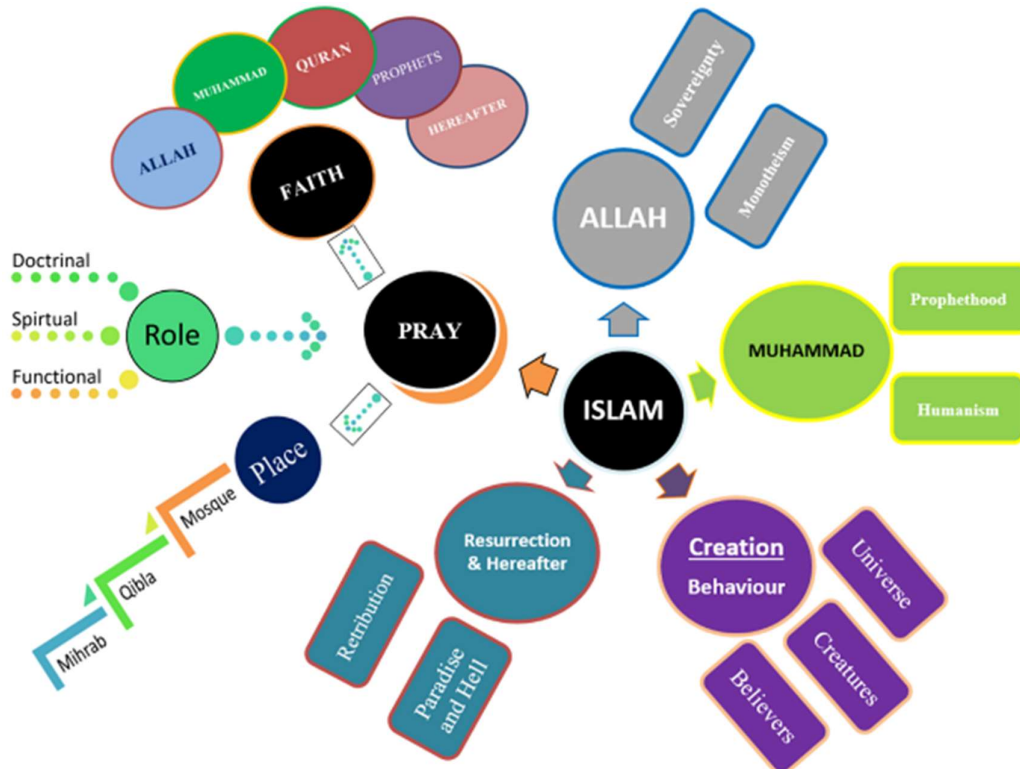 ALLAH
MUHAMMAD
QURAN
PROPHETS
HEREAFTER
FAITH
Doctrinal
Spirtual
Functional
Role
PRAY
Place
Mosque
Qibla
Mihrab
ISLAM
ALLAH
Sovereignty
Monotheism
MUHAMMAD
Prophethood
Humanism
Creation
Behaviour
Universe
Creatures
Believers
Resurrection
& Hereafter
Retribution
Paradise
and Hell